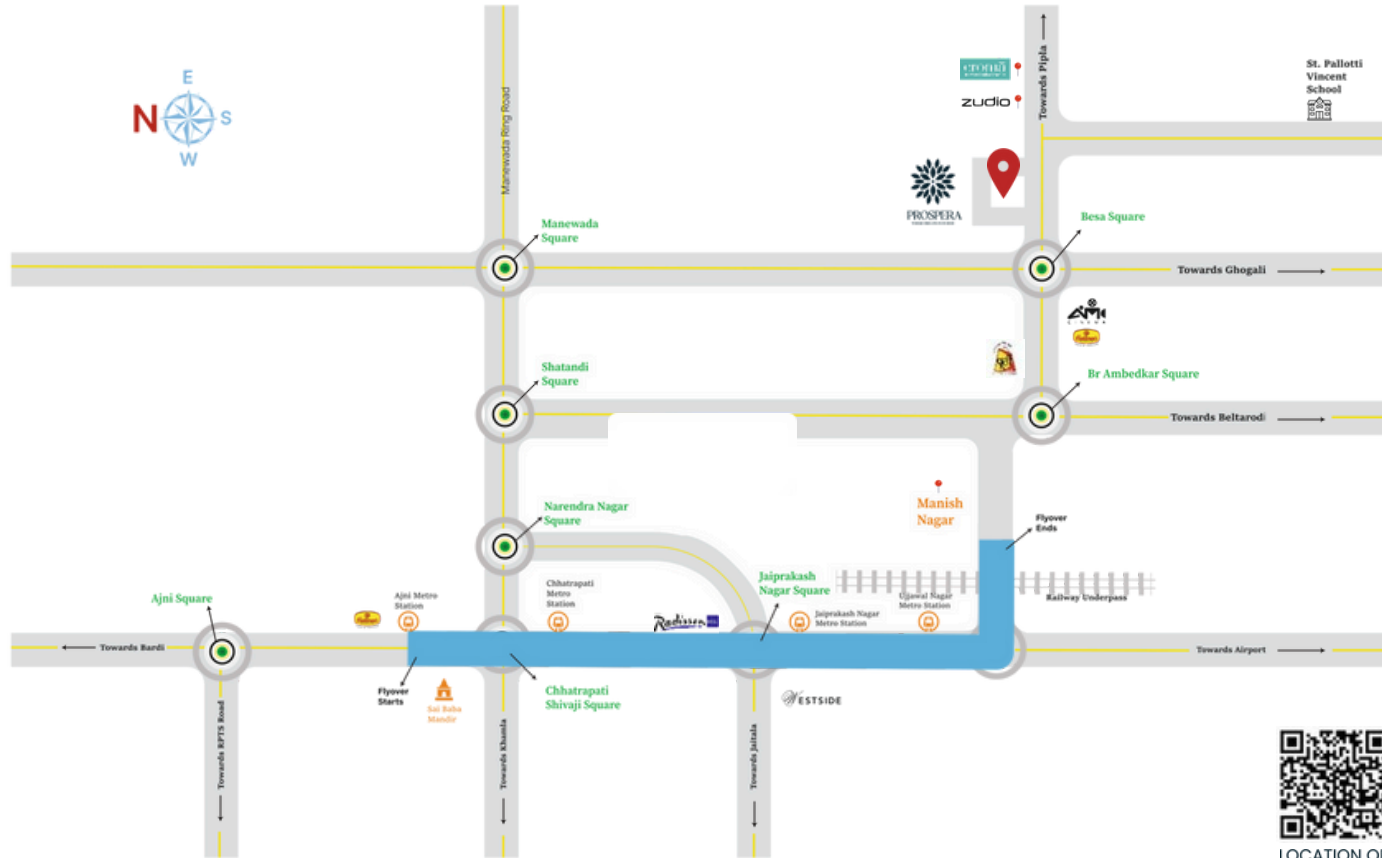 E
N
S
W
Manewada Ring Road
Towards Pipla
cromā
zudio
St. Pallotti
Vincent
School
PROSPERA
Manewada
Square
Besa Square
Towards Ghogali
Shatandi
Square
Br Ambedkar Square
Towards Beltarodi
Manish
Nagar
Narendra Nagar
Square
Flyover
Ends
Ajni Square
Ajni Metro
Station
Chhatrapati
Metro
Station
Jaiprakash
Nagar Square
Jaiprakash Nagar
Metro Station
Ujjawal Nagar
Metro Station
Railway Underpass
Radisson
Towards Bardi
Towards Airport
Flyover
Starts
Sai Baba
Mandir
Chhatrapati
Shivaji Square
WESTSIDE
Towards RPTS Road
Towards Khamla
Towards Jaitala
LOCATION